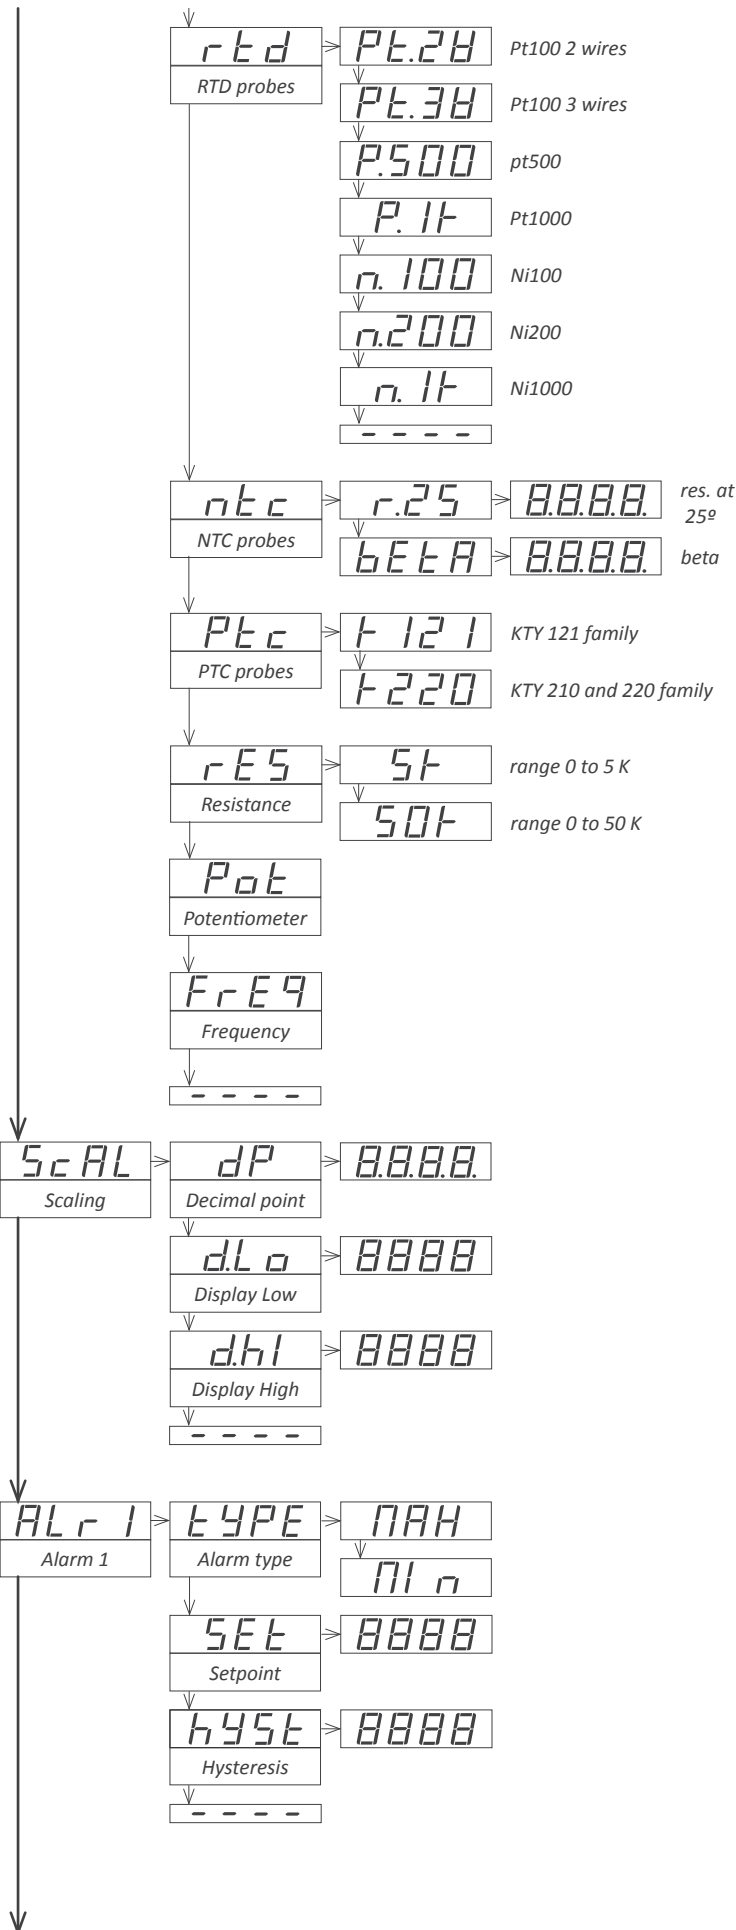 rtd Pt.2W Pt100 2 wires
RTD probes
Pt.3W Pt100 3 wires
P.500 pt500
P.1k Pt1000
n.100 Ni100
n.200 Ni200
n.1k Ni1000
- - - -
ntc r.25 8.8.8.8. res. at
25º
NTC probes
bEtA 8.8.8.8. beta
Ptc k121 KTY 121 family
PTC probes
k220 KTY 210 and 220 family
rES 5k range 0 to 5 K
Resistance
50k range 0 to 50 K
Pot
Potentiometer
FrEq
Frequency
- - - -
ScAL dP 8.8.8.8.
Scaling Decimal point
d.Lo 8888
Display Low
d.hI 8888
Display High
- - - -
ALr1 tYPE MAX
Alarm 1 Alarm type
MIn
SEt 8888
Setpoint
hYSt 8888
Hysteresis
- - - -